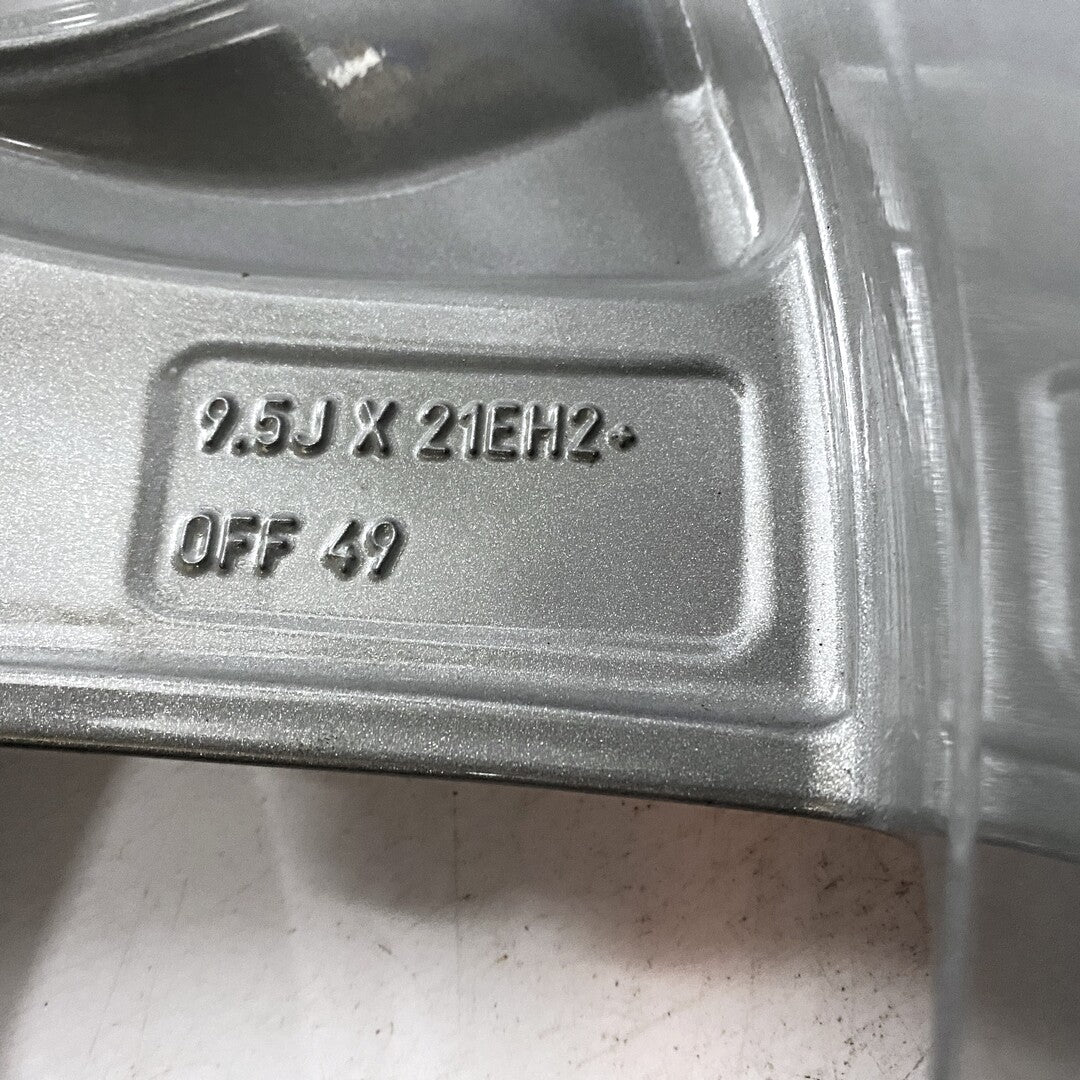 9.5J X 21EH2+
OFF 49